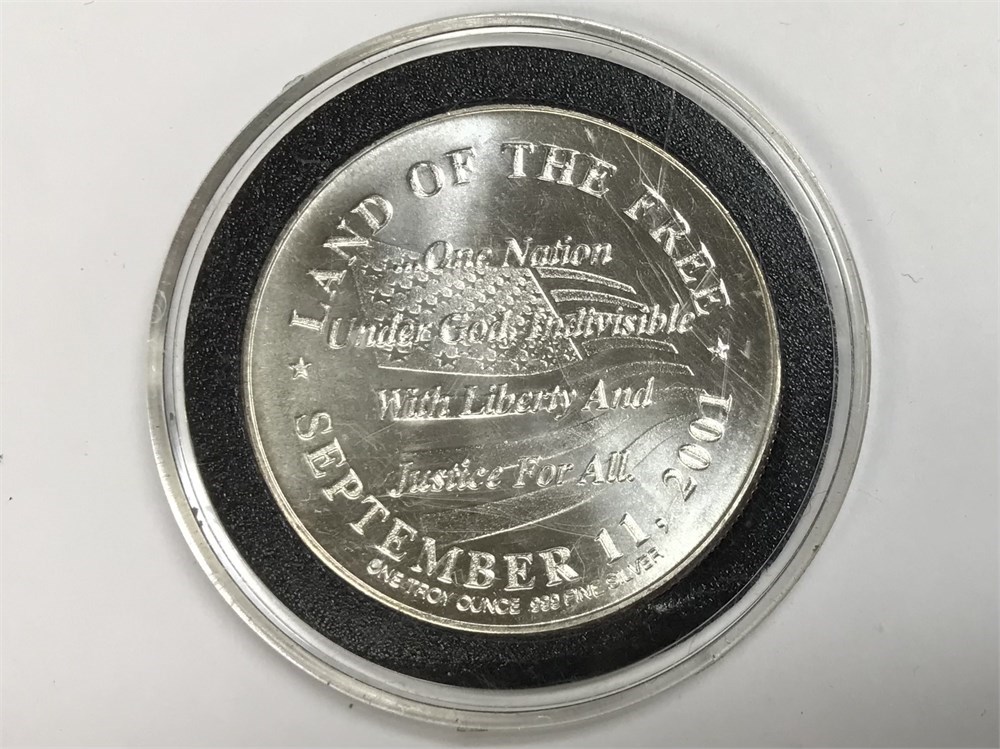 LAND OF THE FREE
One Nation
Under God, Indivisible
With Liberty And
Justice For All.
SEPTEMBER 11, 2001
ONE TROY OUNCE .999 FINE SILVER